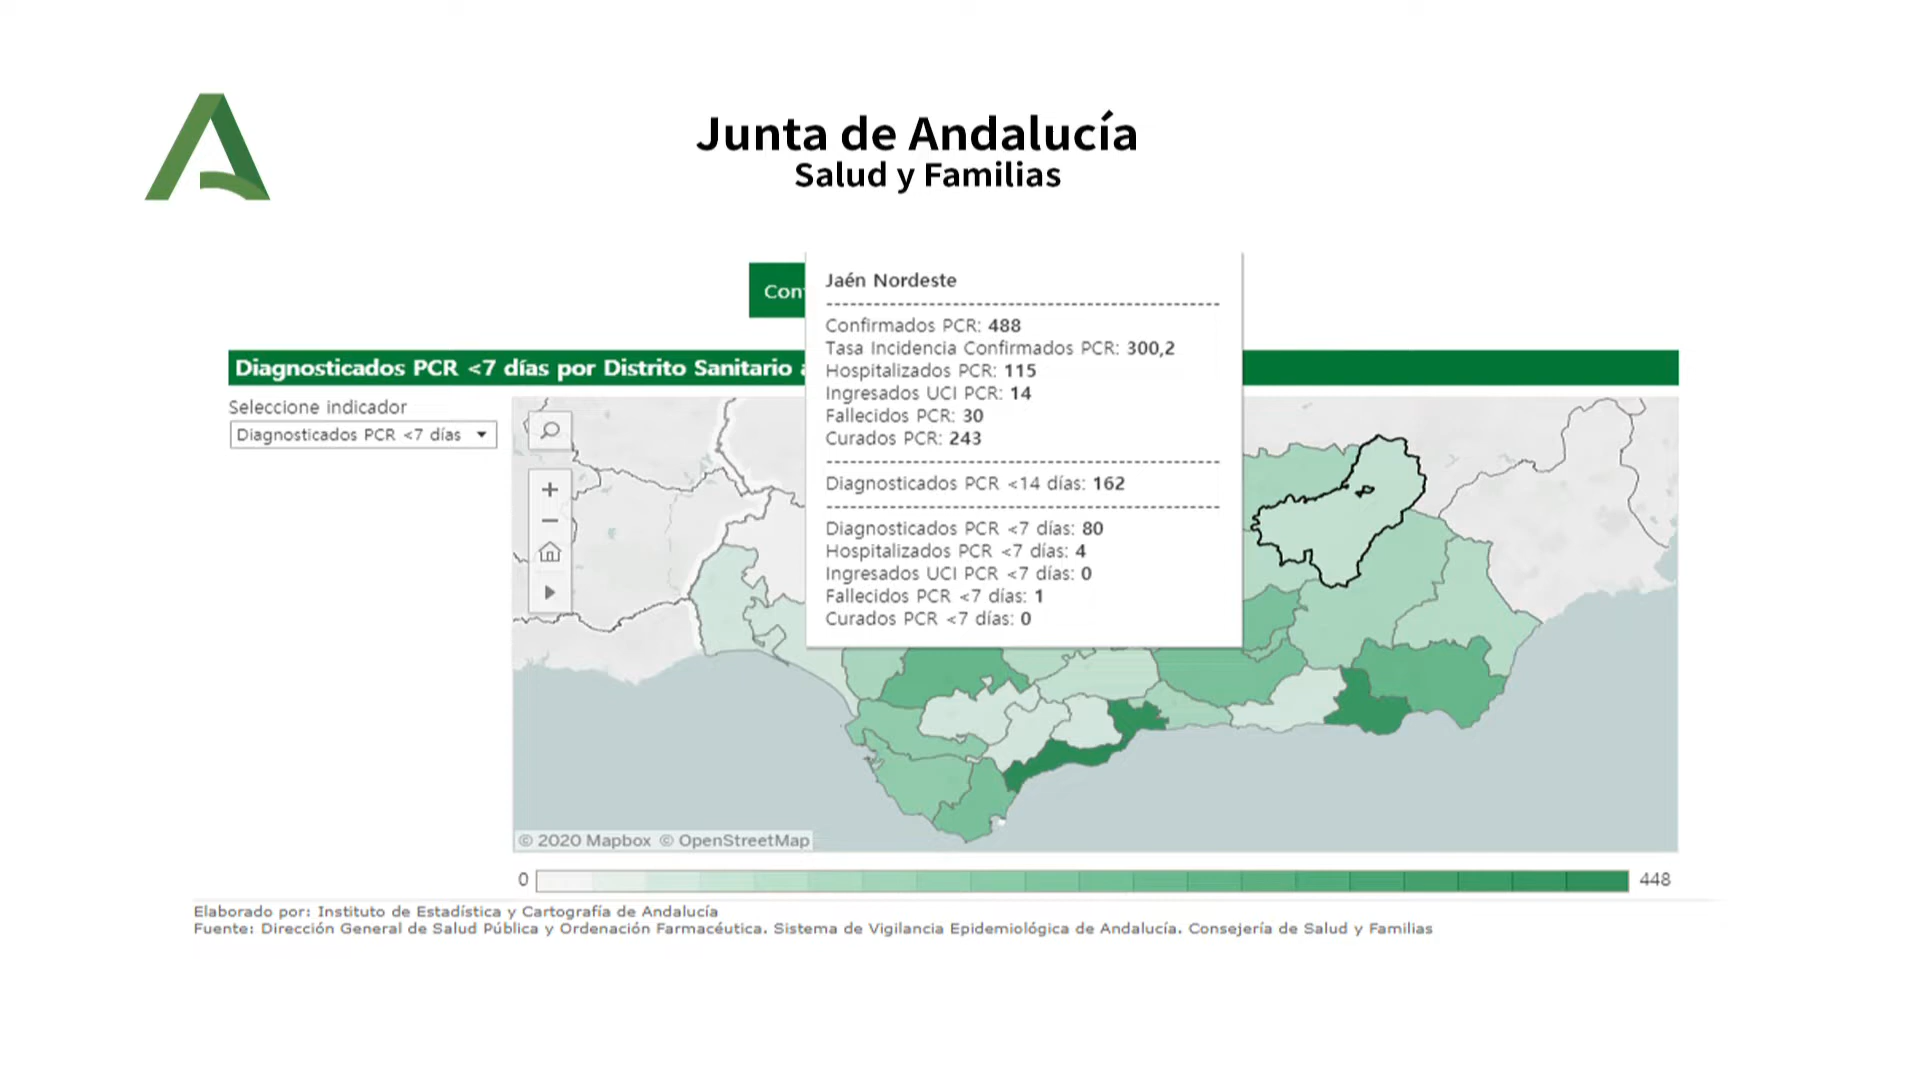 Junta de Andalucía
Salud y Familias
Jaén Nordeste
Confirmados PCR: 488
Tasa Incidencia Confirmados PCR: 300,2
Hospitalizados PCR: 115
Ingresados UCI PCR: 14
Fallecidos PCR: 30
Curados PCR: 243
Diagnosticados PCR <14 días: 162
Diagnosticados PCR <7 días: 80
Hospitalizados PCR <7 días: 4
Ingresados UCI PCR <7 días: 0
Fallecidos PCR <7 días: 1
Curados PCR <7 días: 0
Diagnosticados PCR <7 días por Distrito Sanitario
Seleccione indicador
Diagnosticados PCR <7 días
© 2020 Mapbox © OpenStreetMap
0 448
Elaborado por: Instituto de Estadística y Cartografía de Andalucía
Fuente: Dirección General de Salud Pública y Ordenación Farmacéutica. Sistema de Vigilancia Epidemiológica de Andalucía. Consejería de Salud y Familias